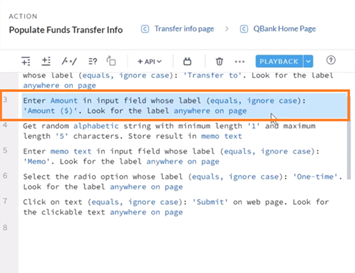 ACTION
Populate Funds Transfer Info
Transfer info page > QBank Home Page
+ API
PLAYBACK
whose label (equals, ignore case): 'Transfer to'. Look for the
label anywhere on page
3 Enter Amount in input field whose label (equals, ignore case):
'Amount ($)'. Look for the label anywhere on page
4 Get random alphabetic string with minimum length '1' and maximum
length '5' characters. Store result in memo text
5 Enter memo text in input field whose label (equals, ignore case):
'Memo'. Look for the label anywhere on page
6 Select the radio option whose label (equals, ignore case): 'One-time'.
Look for the label anywhere on page
7 Click on text (equals, ignore case): 'Submit' on web page. Look for
the clickable text anywhere on page
8